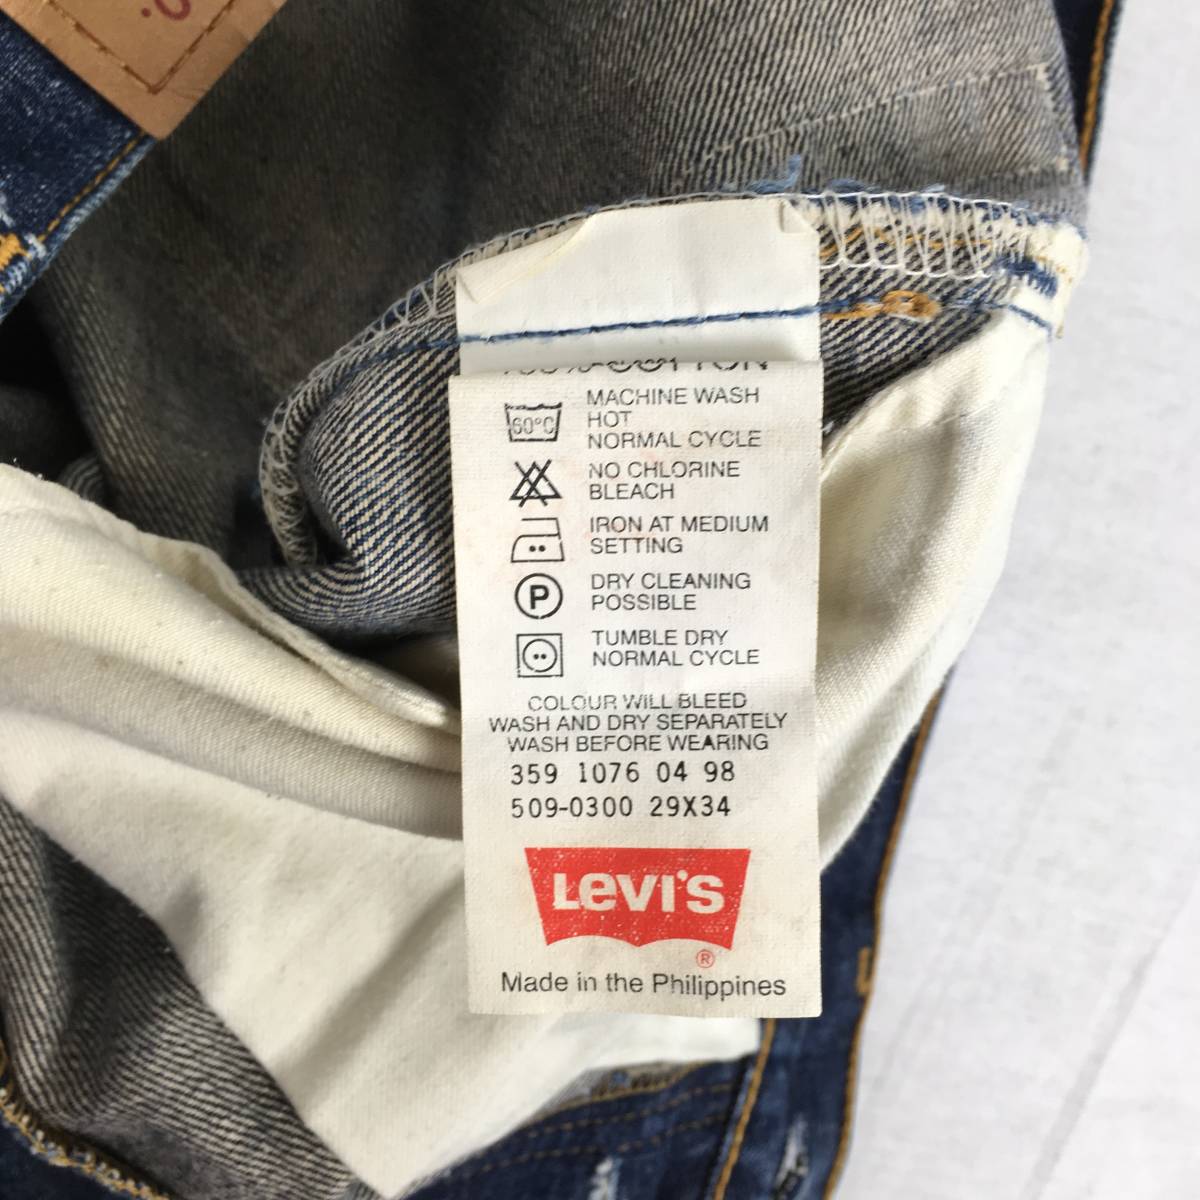 COTTON
MACHINE WASH
HOT
NORMAL CYCLE
60°C
NO CHLORINE
BLEACH
IRON AT MEDIUM
SETTING
P
DRY CLEANING
POSSIBLE
TUMBLE DRY
NORMAL CYCLE
COLOUR WILL BLEED
WASH AND DRY SEPARATELY
WASH BEFORE WEARING
359 1076 04 98
509-0300 29X34
LEVI'S
®
Made in the Philippines